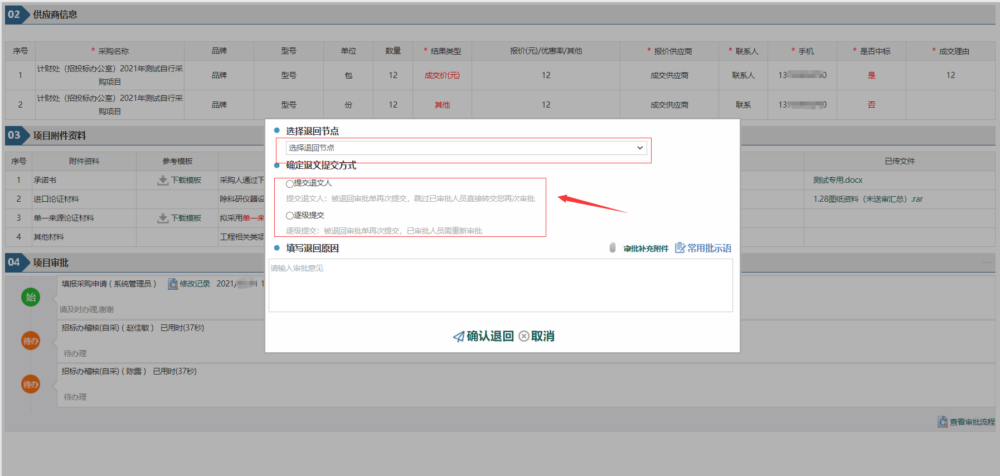 02 供应商信息
序号 * 采购名称 品牌 型号 单位 数量 * 结果类型 报价(元)/优惠率/其他 * 报价供应商 * 联系人 * 手机 * 是否中标 * 成交理由
1 计财处（招投标办公室）2021年测试自行采购项目 品牌 型号 包 12 成交价(元) 12 成交供应商 联系人 13 0 是 12
2 计财处（招投标办公室）2021年测试自行采购项目 品牌 型号 份 12 其他 12 成交供应商 联系 13 0 否
03 项目附件资料
序号 附件资料 参考模板 已传文件
1 承诺书 下载模板 采购人通过下 测试专用.docx
2 进口论证材料 除科研仪器设 1.28图纸资料（未送审汇总）.rar
3 单一来源论证材料 下载模板 拟采用单一来
4 其他材料 工程相关类项
04 项目审批
始 填报采购申请 ( 系统管理员 ) 修改记录 2021/ 1
请及时办理,谢谢
待办 招标办稽核(自采) ( 赵佳敏 ) 已用时(37秒)
待办理
待办 招标办稽核(自采) ( 陈露 ) 已用时(37秒)
待办理
查看审批流程
选择退回节点
选择退回节点
确定退文提交方式
提交退文人
提交退文人：被退回审批单再次提交，跳过已审批人员直接转交您再次审批
逐级提交
逐级提交：被退回审批单再次提交，已审批人员需重新审批
填写退回原因 审批补充附件 常用批示语
请输入审批意见
确认退回 取消